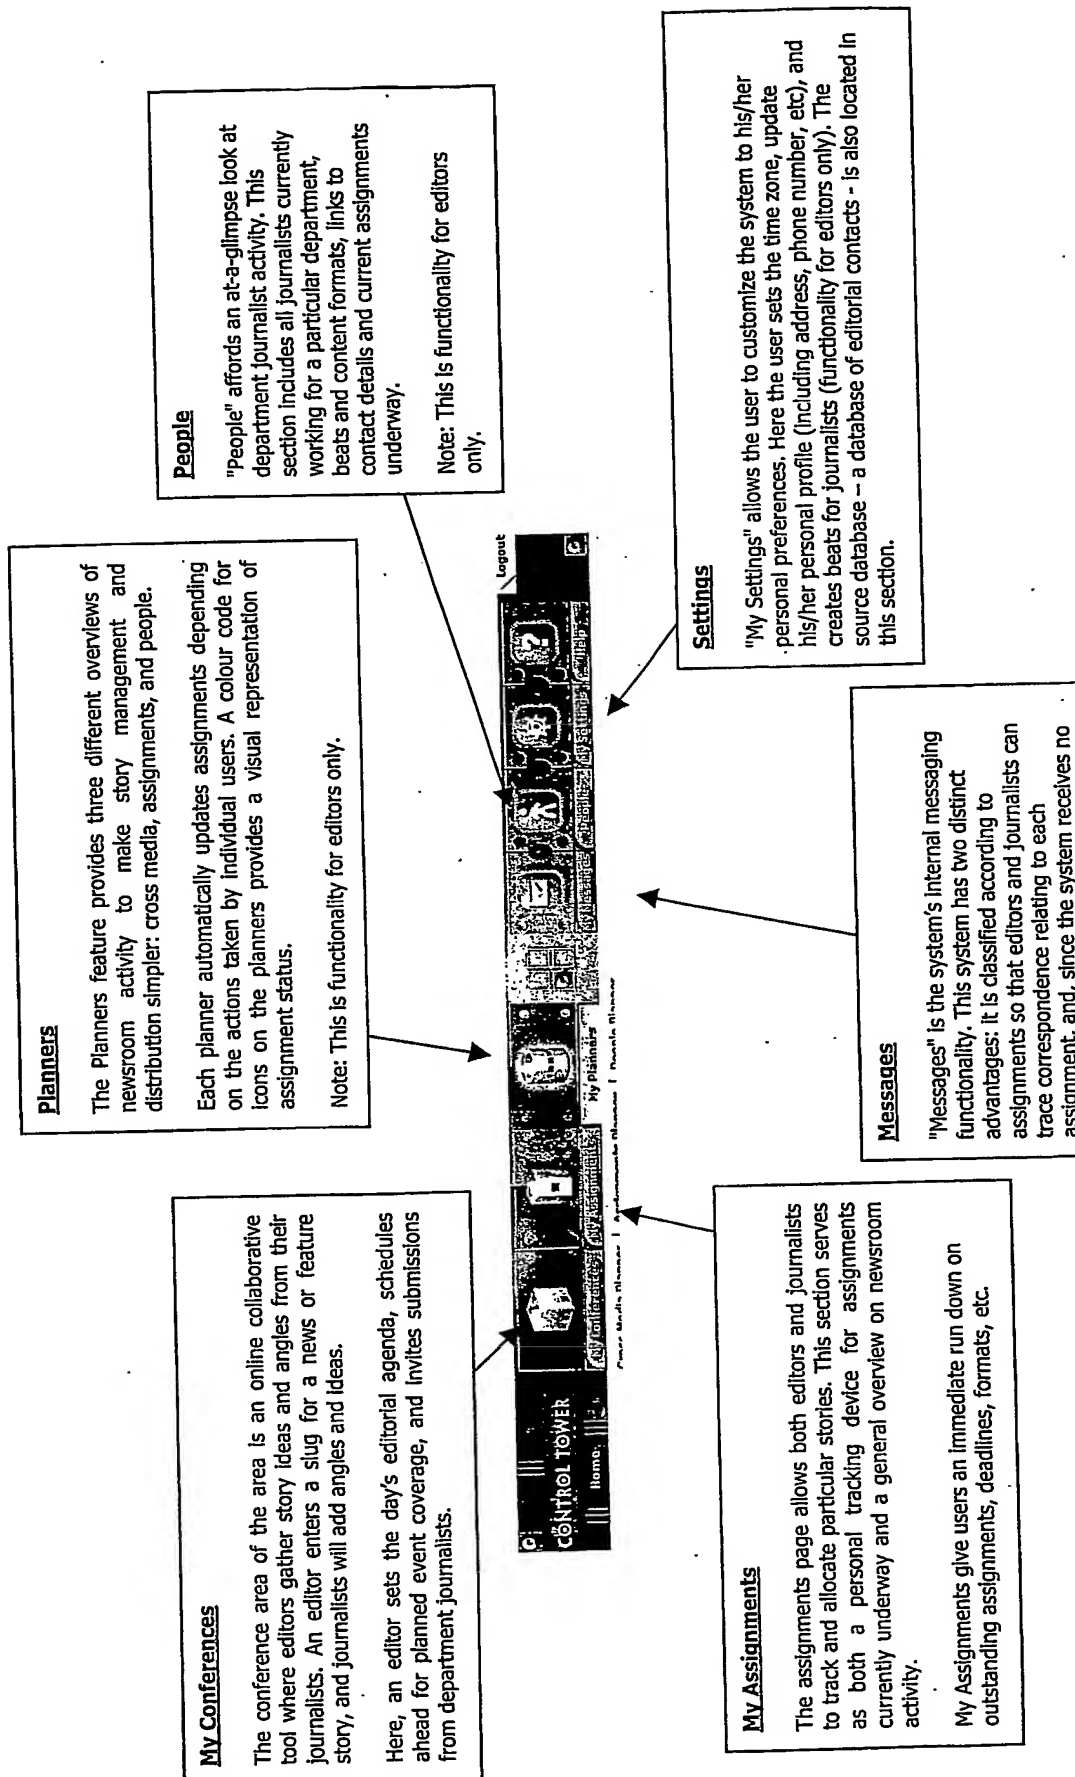 My Conferences
The conference area of the area is an online collaborative
tool where editors gather story ideas and angles from their
journalists. An editor enters a slug for a news or feature
story, and journalists will add angles and ideas.
Here, an editor sets the day's editorial agenda, schedules
ahead for planned event coverage, and invites submissions
from department journalists.
Planners
The Planners feature provides three different overviews of
newsroom activity to make story management and
distribution simpler: cross media, assignments, and people.
Each planner automatically updates assignments depending
on the actions taken by individual users. A colour code for
icons on the planners provides a visual representation of
assignment status.
Note: This is functionality for editors only.
People
"People" affords an at-a-glimpse look at
department journalist activity. This
section includes all journalists currently
working for a particular department,
beats and content formats, links to
contact details and current assignments
underway.
Note: This is functionality for editors
only.
CONTROL TOWER
Roma
Logout
My Conferences
My Assignments
My Planners
Messages
People
My Settings
Help
Cross Media Planner | Assignments Planner | People Planner
My Assignments
The assignments page allows both editors and journalists
to track and allocate particular stories. This section serves
as both a personal tracking device for assignments
currently underway and a general overview on newsroom
activity.
My Assignments give users an immediate run down on
outstanding assignments, deadlines, formats, etc.
Messages
"Messages" is the system's internal messaging
functionality. This system has two distinct
advantages: it is classified according to
assignments so that editors and journalists can
trace correspondence relating to each
assignment, and, since the system receives no
Settings
"My Settings" allows the user to customize the system to his/her
personal preferences. Here the user sets the time zone, update
his/her personal profile (including address, phone number, etc), and
creates beats for journalists (functionality for editors only). The
source database – a database of editorial contacts - is also located in
this section.